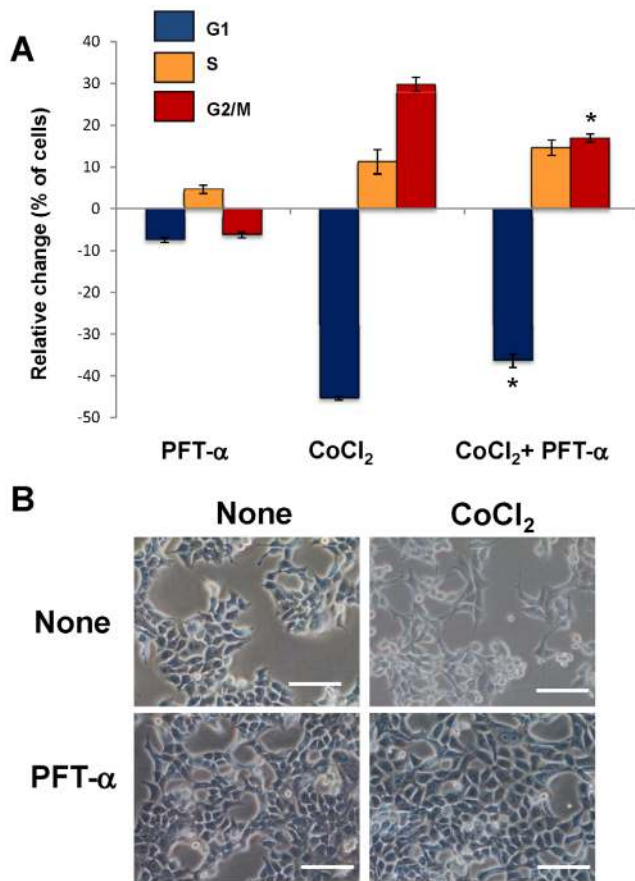 A
G1
S
G2/M
Relative change (% of cells)
40
30
20
10
0
-10
-20
-30
-40
-50
*
*
PFT-α
CoCl₂
CoCl₂+ PFT-α
B
None
CoCl₂
None
PFT-α